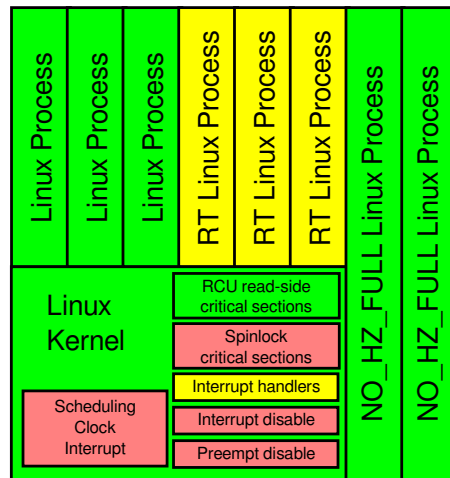 Linux Process
Linux Process
Linux Process
RT Linux Process
RT Linux Process
RT Linux Process
NO_HZ_FULL Linux Process
NO_HZ_FULL Linux Process
Linux
Kernel
RCU read-side
critical sections
Spinlock
critical sections
Interrupt handlers
Scheduling
Clock
Interrupt
Interrupt disable
Preempt disable